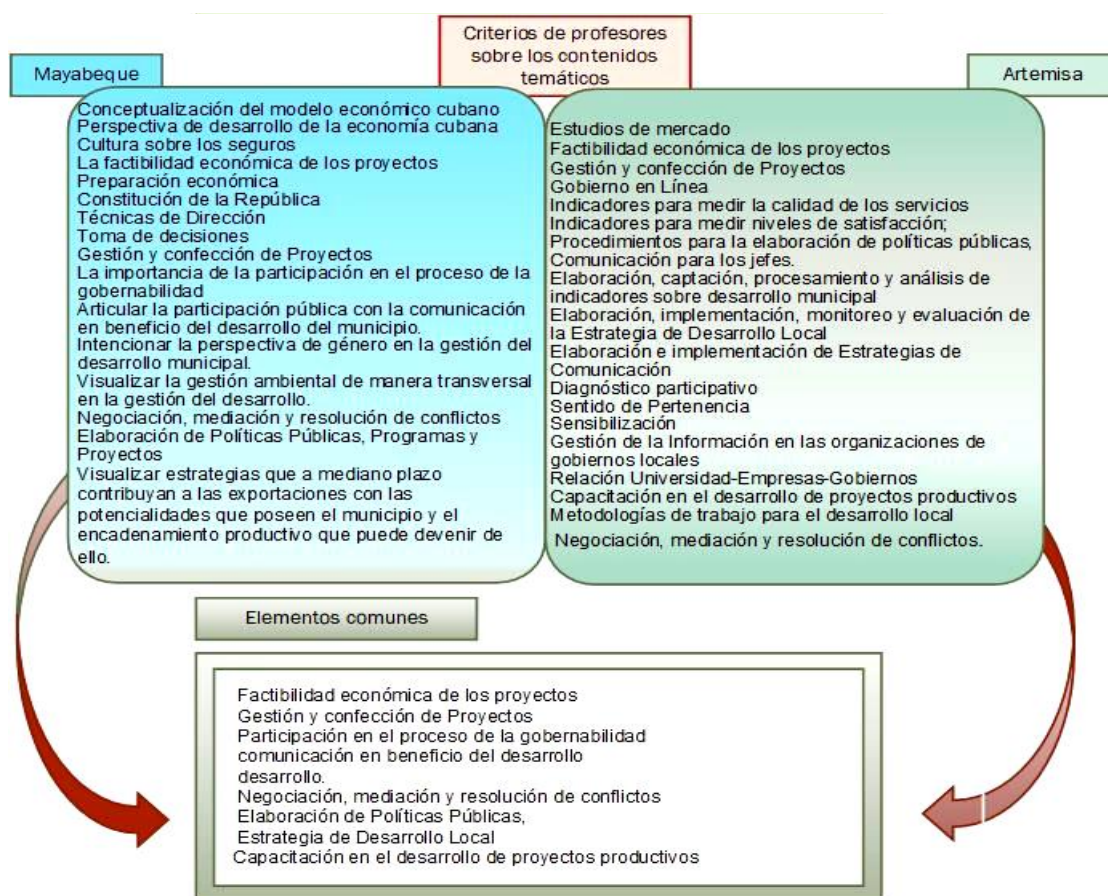 Criterios de profesores
sobre los contenidos
temáticos
Mayabeque
Artemisa
Conceptualización del modelo económico cubano
Perspectiva de desarrollo de la economía cubana
Cultura sobre los seguros
La factibilidad económica de los proyectos
Preparación económica
Constitución de la República
Técnicas de Dirección
Toma de decisiones
Gestión y confección de Proyectos
La importancia de la participación en el proceso de la
gobernabilidad
Articular la participación pública con la comunicación
en beneficio del desarrollo del municipio.
Intencionar la perspectiva de género en la gestión del
desarrollo municipal.
Visualizar la gestión ambiental de manera transversal
en la gestión del desarrollo.
Negociación, mediación y resolución de conflictos
Elaboración de Políticas Públicas, Programas y
Proyectos
Visualizar estrategias que a mediano plazo
contribuyan a las exportaciones con las
potencialidades que poseen el municipio y el
encadenamiento productivo que puede devenir de
ello.
Estudios de mercado
Factibilidad económica de los proyectos
Gestión y confección de Proyectos
Gobierno en Línea
Indicadores para medir la calidad de los servicios
Indicadores para medir niveles de satisfacción;
Procedimientos para la elaboración de políticas públicas,
Comunicación para los jefes.
Elaboración, captación, procesamiento y análisis de
indicadores sobre desarrollo municipal
Elaboración, implementación, monitoreo y evaluación de
la Estrategia de Desarrollo Local
Elaboración e implementación de Estrategias de
Comunicación
Diagnóstico participativo
Sentido de Pertenencia
Sensibilización
Gestión de la Información en las organizaciones de
gobiernos locales
Relación Universidad-Empresas-Gobiernos
Capacitación en el desarrollo de proyectos productivos
Metodologías de trabajo para el desarrollo local
Negociación, mediación y resolución de conflictos.
Elementos comunes
Factibilidad económica de los proyectos
Gestión y confección de Proyectos
Participación en el proceso de la gobernabilidad
comunicación en beneficio del desarrollo
desarrollo.
Negociación, mediación y resolución de conflictos
Elaboración de Políticas Públicas,
Estrategia de Desarrollo Local
Capacitación en el desarrollo de proyectos productivos